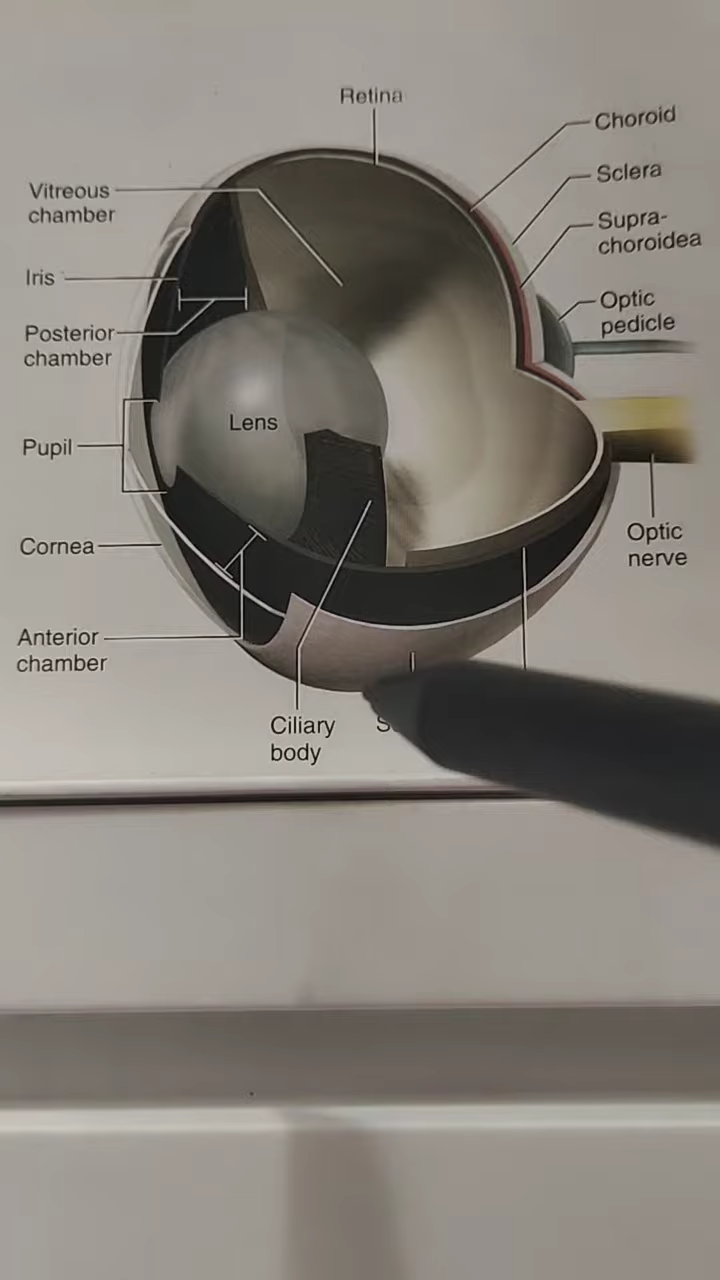 Retina
Choroid
Vitreous
chamber
Sclera
Supra-
choroidea
Iris
Optic
pedicle
Posterior
chamber
Lens
Pupil
Cornea
Optic
nerve
Anterior
chamber
Ciliary
body